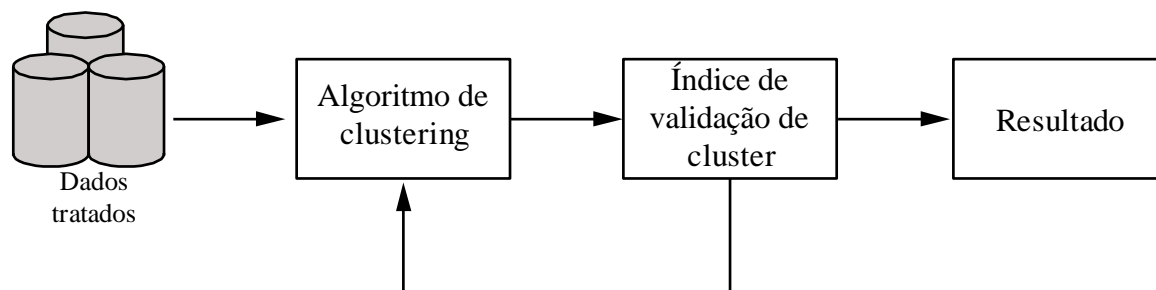 Dados
tratados
Algoritmo de
clustering
Índice de
validação de
cluster
Resultado